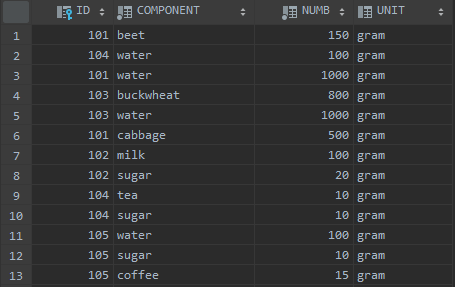 ID COMPONENT NUMB UNIT
1 101 beet 150 gram
2 104 water 100 gram
3 101 water 1000 gram
4 103 buckwheat 800 gram
5 103 water 1000 gram
6 101 cabbage 500 gram
7 102 milk 100 gram
8 102 sugar 20 gram
9 104 tea 10 gram
10 104 sugar 10 gram
11 105 water 100 gram
12 105 sugar 10 gram
13 105 coffee 15 gram